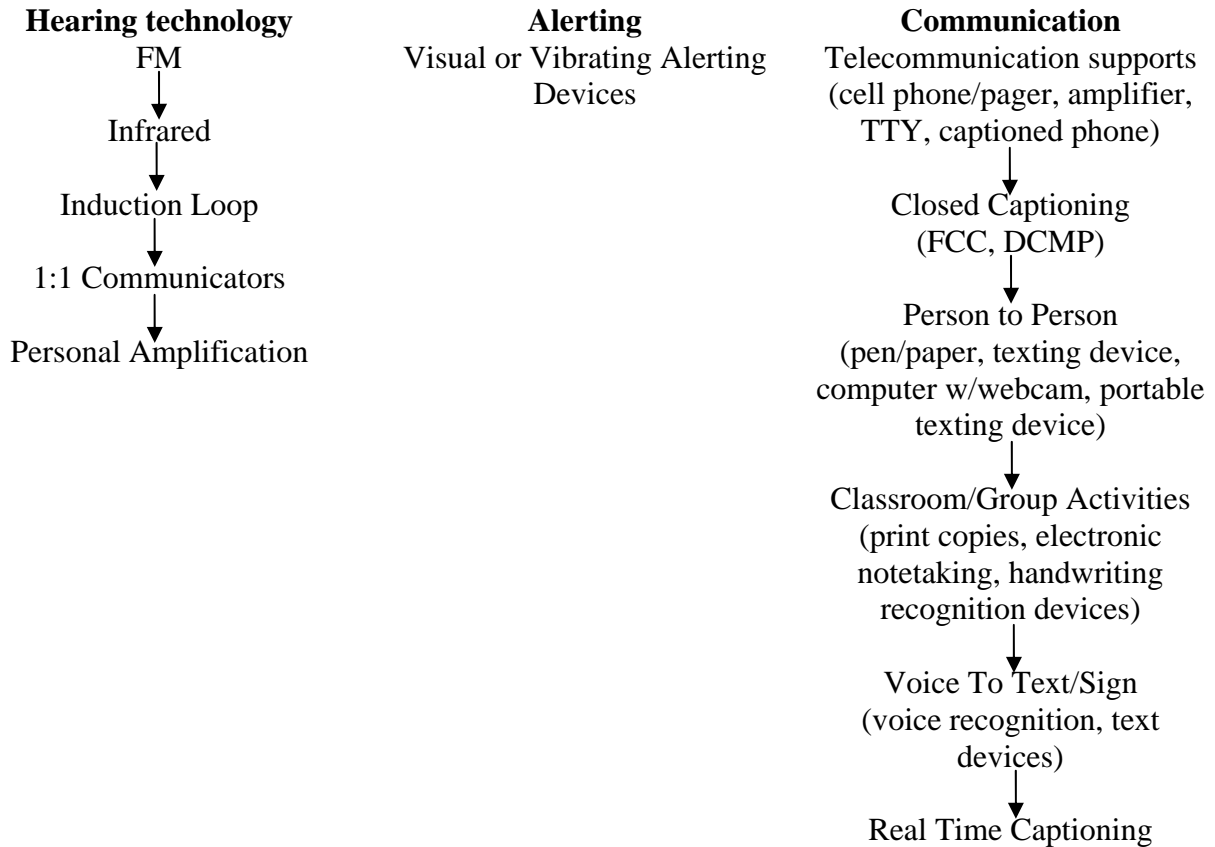 Hearing technology
FM
Infrared
Induction Loop
1:1 Communicators
Personal Amplification
Alerting
Visual or Vibrating Alerting
Devices
Communication
Telecommunication supports
(cell phone/pager, amplifier,
TTY, captioned phone)
Closed Captioning
(FCC, DCMP)
Person to Person
(pen/paper, texting device,
computer w/webcam, portable
texting device)
Classroom/Group Activities
(print copies, electronic
notetaking, handwriting
recognition devices)
Voice To Text/Sign
(voice recognition, text
devices)
Real Time Captioning